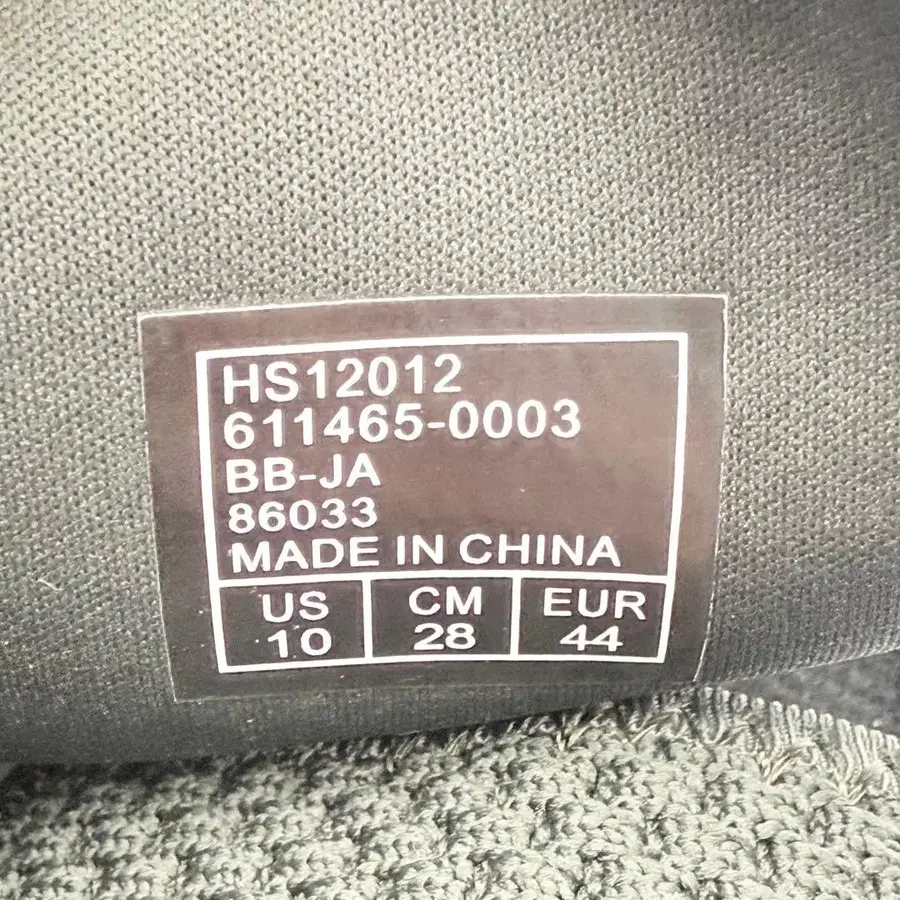 HS12012
611465-0003
BB-JA
86033
MADE IN CHINA
US CM EUR
10 28 44